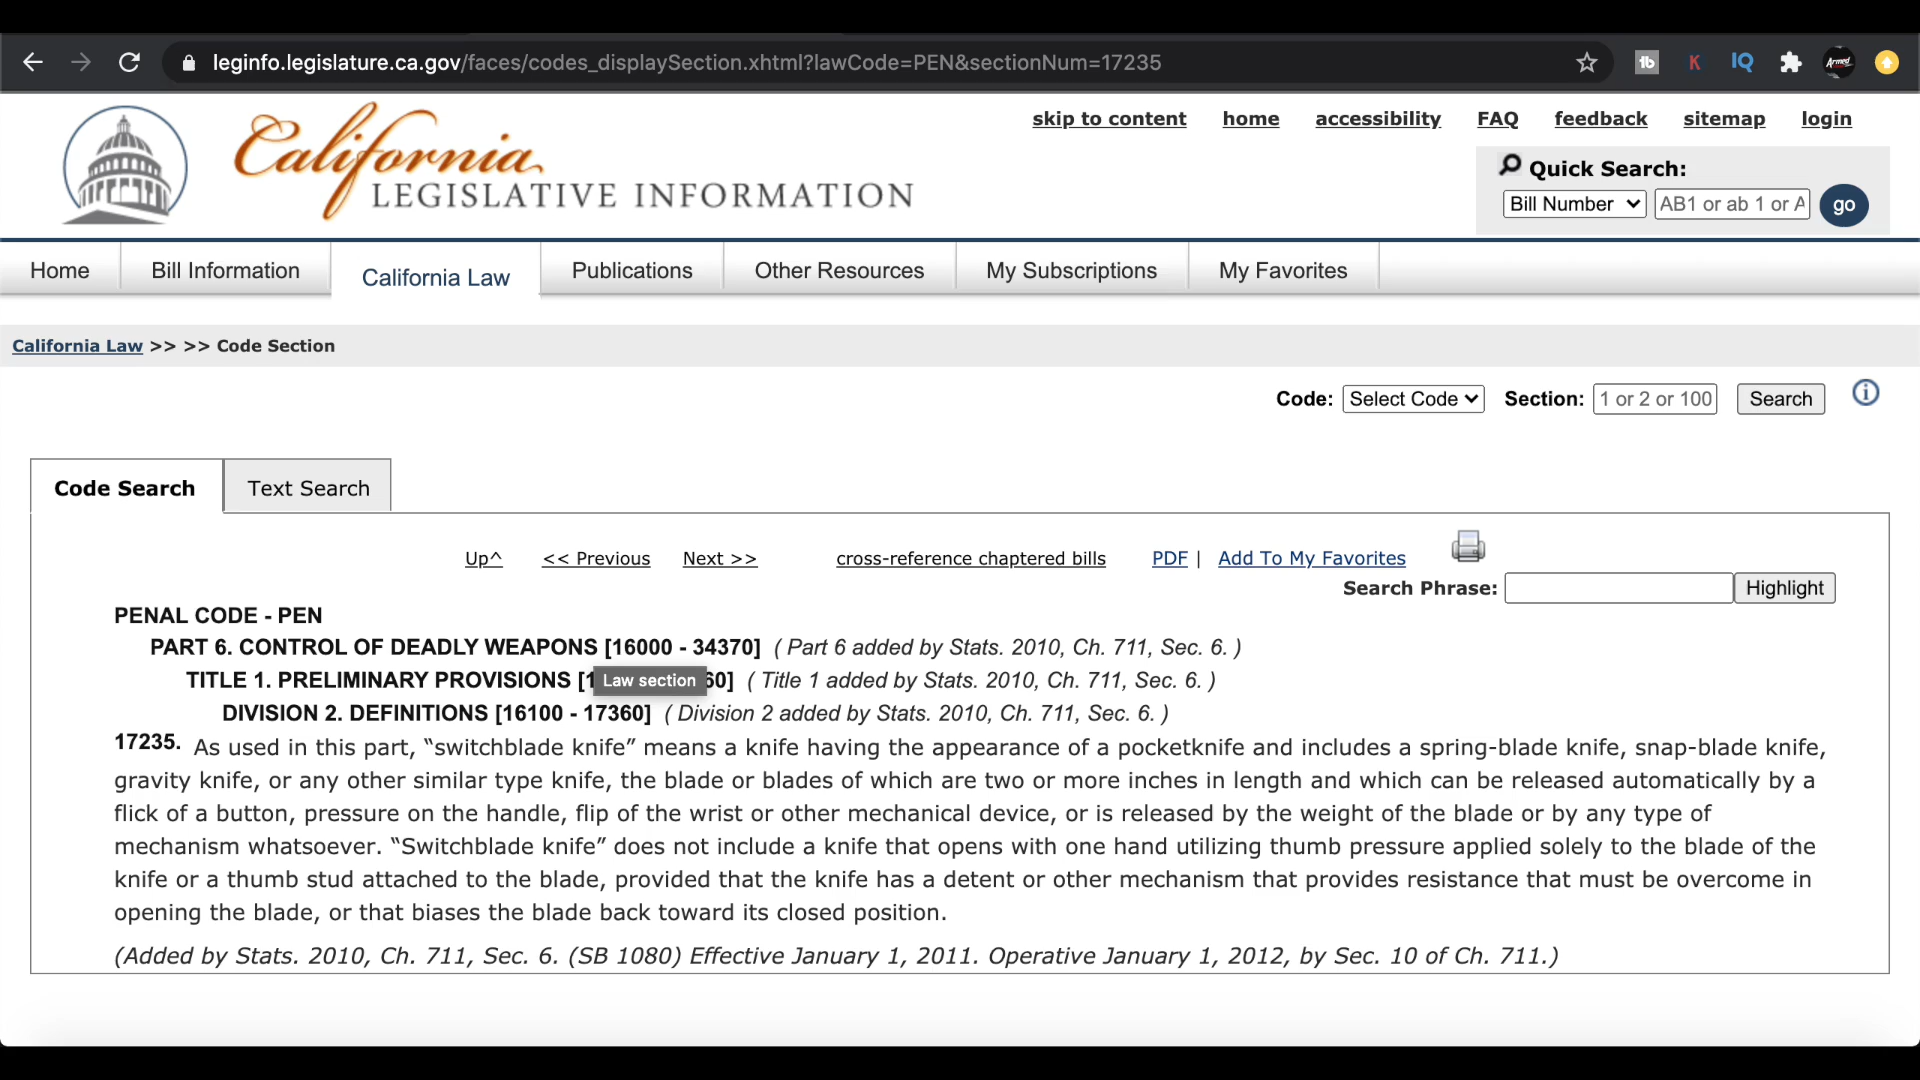 leginfo.legislature.ca.gov/faces/codes_displaySection.xhtml?lawCode=PEN&sectionNum=17235
tb K IQ Armed
skip to content home accessibility FAQ feedback sitemap login
California
LEGISLATIVE INFORMATION
Quick Search:
Bill Number AB1 or ab 1 or A go
Home Bill Information California Law Publications Other Resources My Subscriptions My Favorites
California Law >> >> Code Section
Code: Select Code Section: 1 or 2 or 100 Search i
Code Search Text Search
Up^ << Previous Next >> cross-reference chaptered bills PDF | Add To My Favorites
Search Phrase: Highlight
PENAL CODE - PEN
PART 6. CONTROL OF DEADLY WEAPONS [16000 - 34370] ( Part 6 added by Stats. 2010, Ch. 711, Sec. 6. )
TITLE 1. PRELIMINARY PROVISIONS [1 Law section 60] ( Title 1 added by Stats. 2010, Ch. 711, Sec. 6. )
DIVISION 2. DEFINITIONS [16100 - 17360] ( Division 2 added by Stats. 2010, Ch. 711, Sec. 6. )
17235. As used in this part, “switchblade knife” means a knife having the appearance of a pocketknife and includes a spring-blade knife, snap-blade knife,
gravity knife, or any other similar type knife, the blade or blades of which are two or more inches in length and which can be released automatically by a
flick of a button, pressure on the handle, flip of the wrist or other mechanical device, or is released by the weight of the blade or by any type of
mechanism whatsoever. “Switchblade knife” does not include a knife that opens with one hand utilizing thumb pressure applied solely to the blade of the
knife or a thumb stud attached to the blade, provided that the knife has a detent or other mechanism that provides resistance that must be overcome in
opening the blade, or that biases the blade back toward its closed position.
(Added by Stats. 2010, Ch. 711, Sec. 6. (SB 1080) Effective January 1, 2011. Operative January 1, 2012, by Sec. 10 of Ch. 711.)